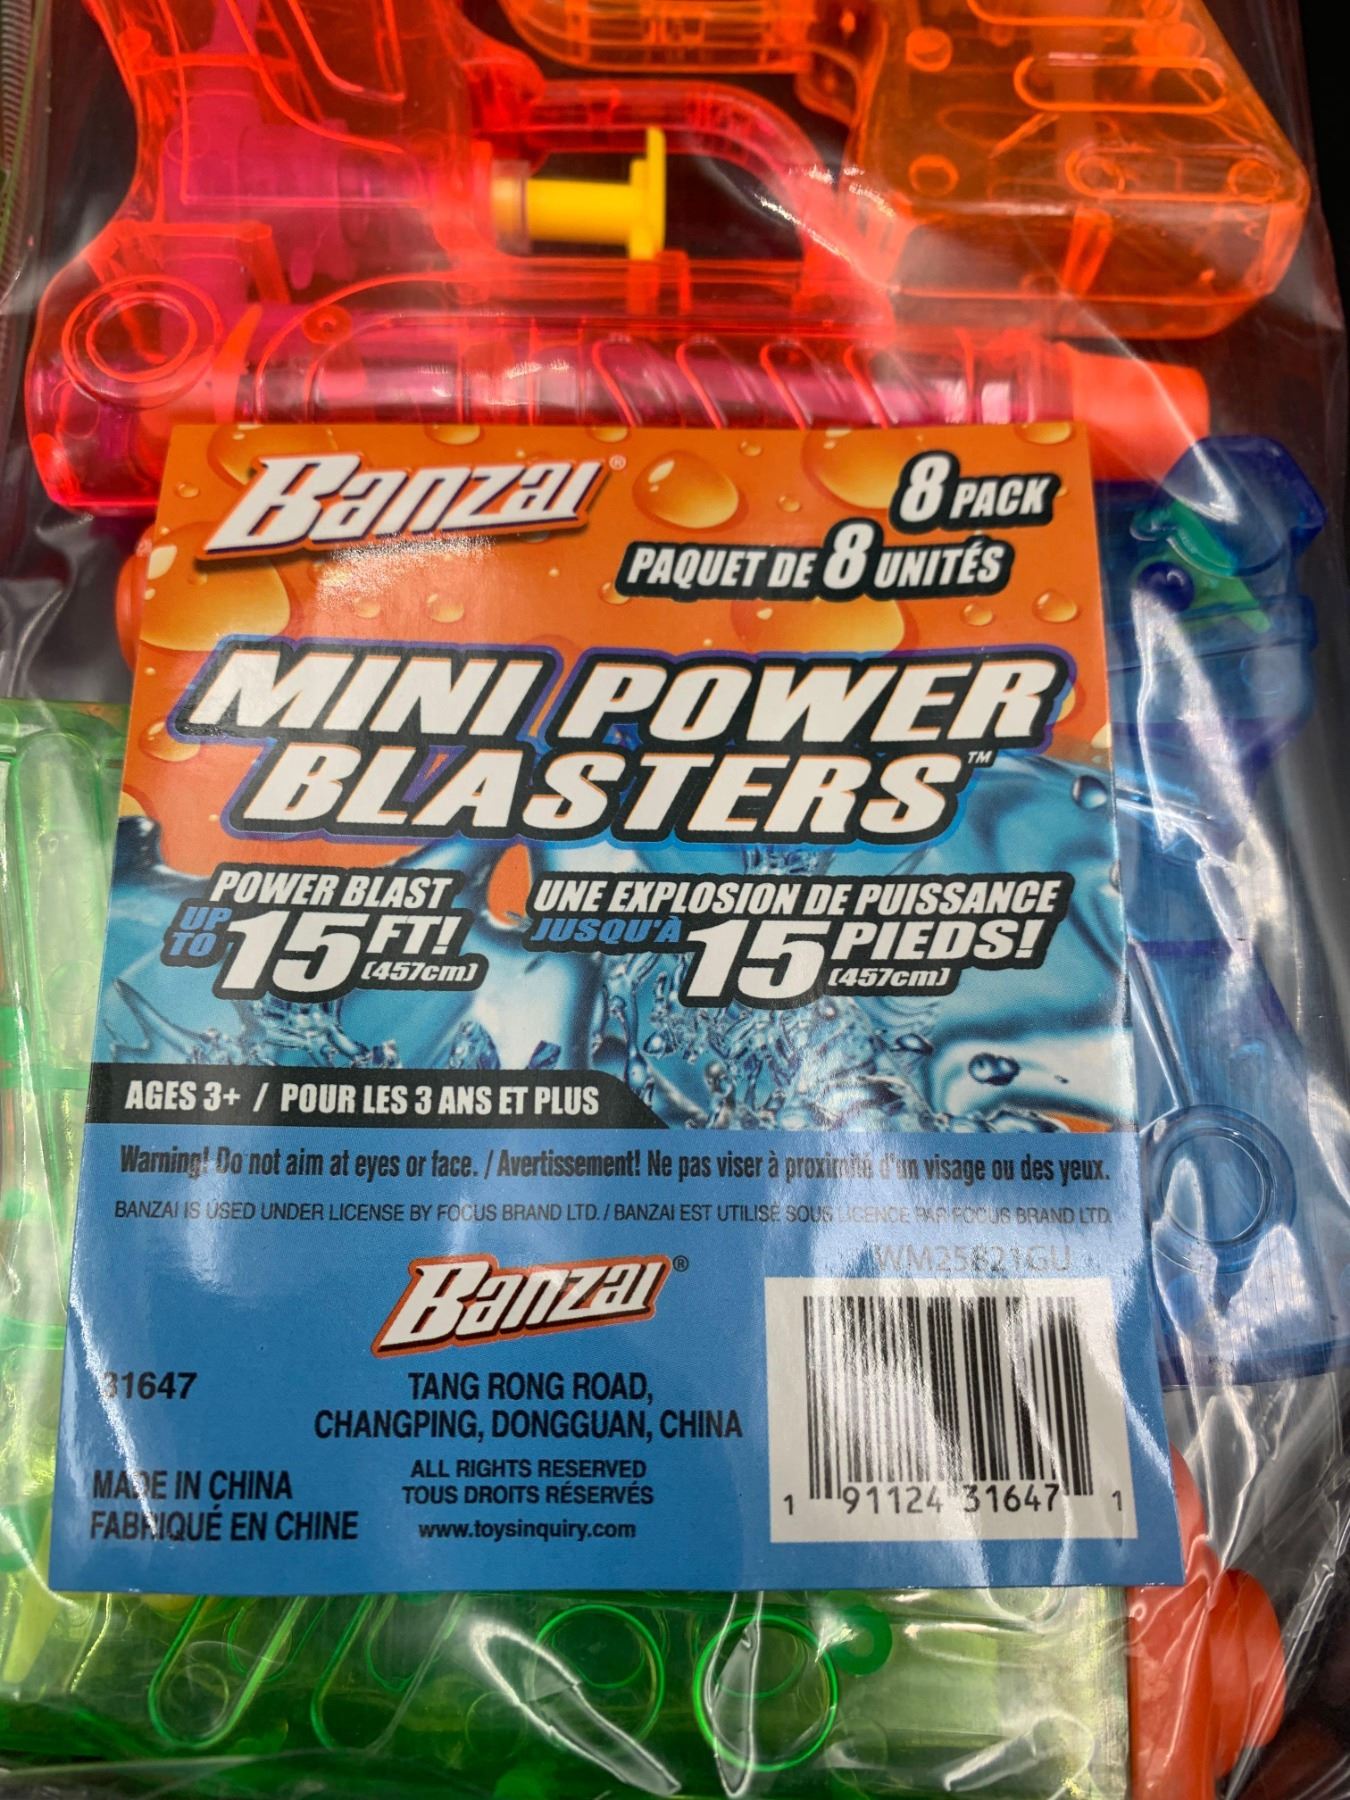 Banzai®
8 PACK
PAQUET DE 8 UNITÉS
MINI POWER
BLASTERS™
POWER BLAST
UP TO 15 FT!
(457cm)
UNE EXPLOSION DE PUISSANCE
JUSQU'À 15 PIEDS!
(457cm)
AGES 3+ / POUR LES 3 ANS ET PLUS
Warning! Do not aim at eyes or face. / Avertissement! Ne pas viser à proximité d'un visage ou des yeux.
BANZAI IS USED UNDER LICENSE BY FOCUS BRAND LTD. / BANZAI EST UTILISÉ SOUS LICENCE PAR FOCUS BRAND LTD.
WM25821GU
Banzai®
31647
TANG RONG ROAD,
CHANGPING, DONGGUAN, CHINA
MADE IN CHINA
FABRIQUÉ EN CHINE
ALL RIGHTS RESERVED
TOUS DROITS RÉSERVÉS
www.toysinquiry.com
1 91124 31647 1